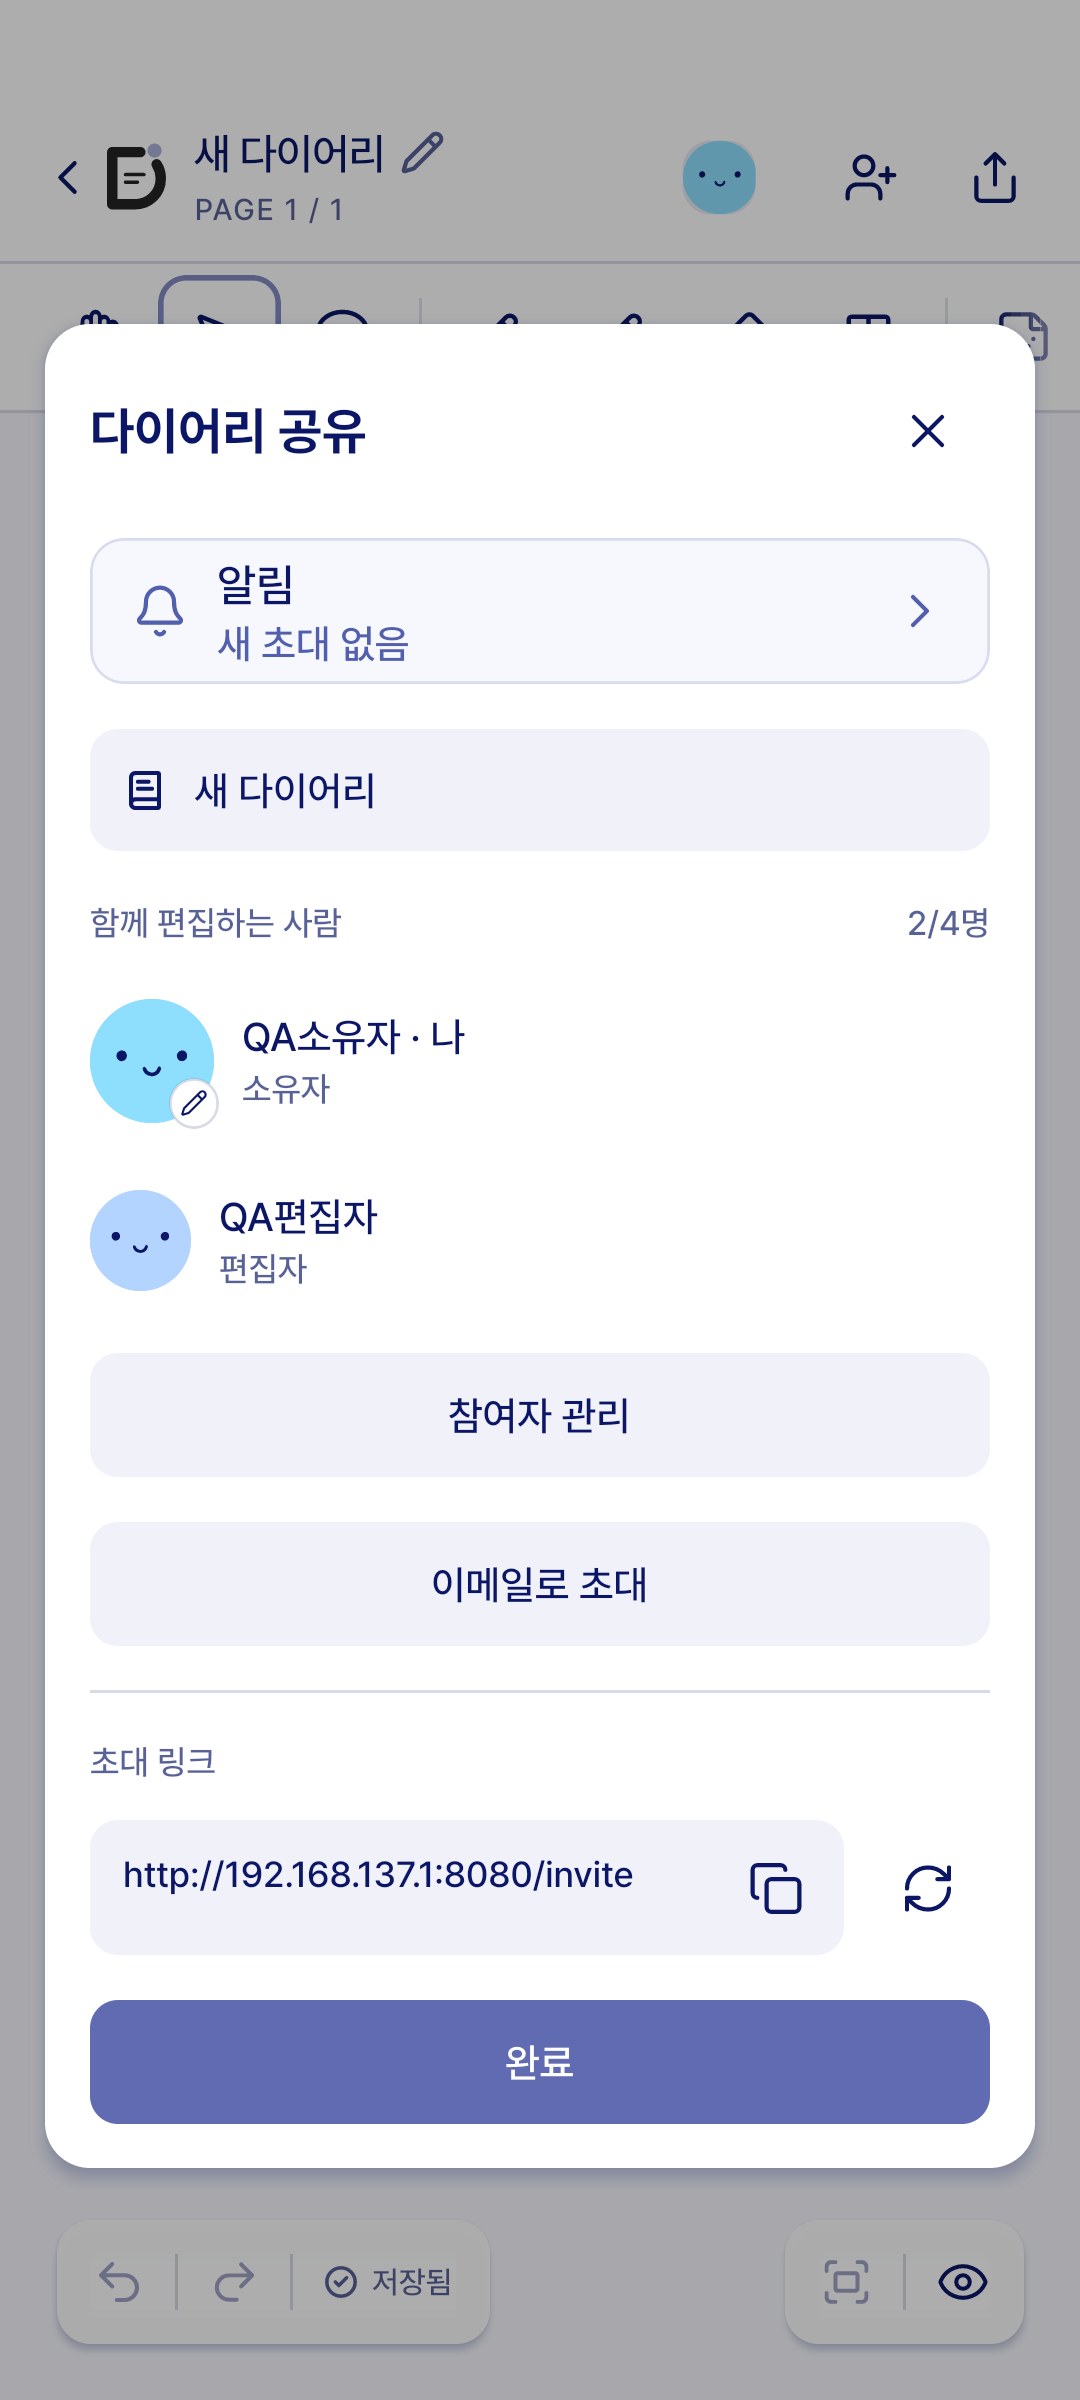 새 다이어리
PAGE 1 / 1
다이어리 공유
알림
새 초대 없음
새 다이어리
함께 편집하는 사람 2/4명
QA소유자 · 나
소유자
QA편집자
편집자
참여자 관리
이메일로 초대
초대 링크
http://192.168.137.1:8080/invite
완료
저장됨